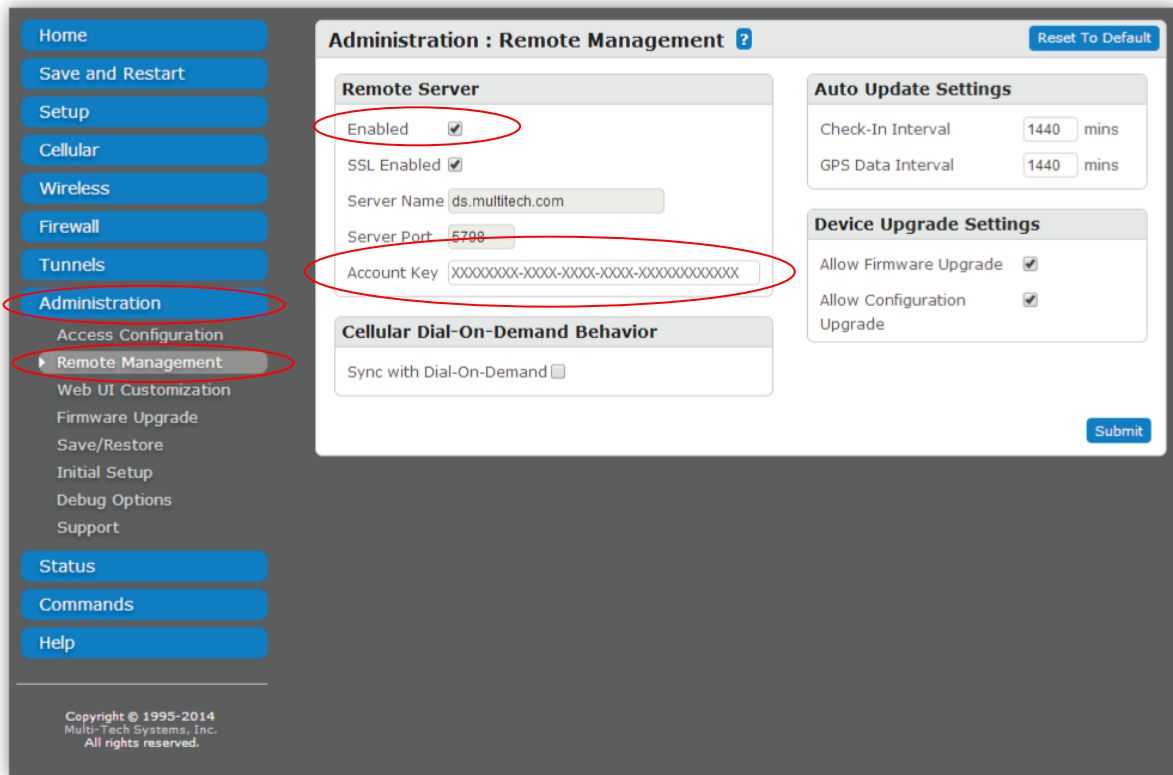 Home
Save and Restart
Setup
Cellular
Wireless
Firewall
Tunnels
Administration
Access Configuration
Remote Management
Web UI Customization
Firmware Upgrade
Save/Restore
Initial Setup
Debug Options
Support
Status
Commands
Help
Copyright © 1995-2014
Multi-Tech Systems, Inc.
All rights reserved.
Administration : Remote Management ?
Reset To Default
Remote Server
Enabled
SSL Enabled
Server Name ds.multitech.com
Server Port 5798
Account Key XXXXXXXX-XXXX-XXXX-XXXX-XXXXXXXXXXXX
Cellular Dial-On-Demand Behavior
Sync with Dial-On-Demand
Auto Update Settings
Check-In Interval 1440 mins
GPS Data Interval 1440 mins
Device Upgrade Settings
Allow Firmware Upgrade
Allow Configuration
Upgrade
Submit